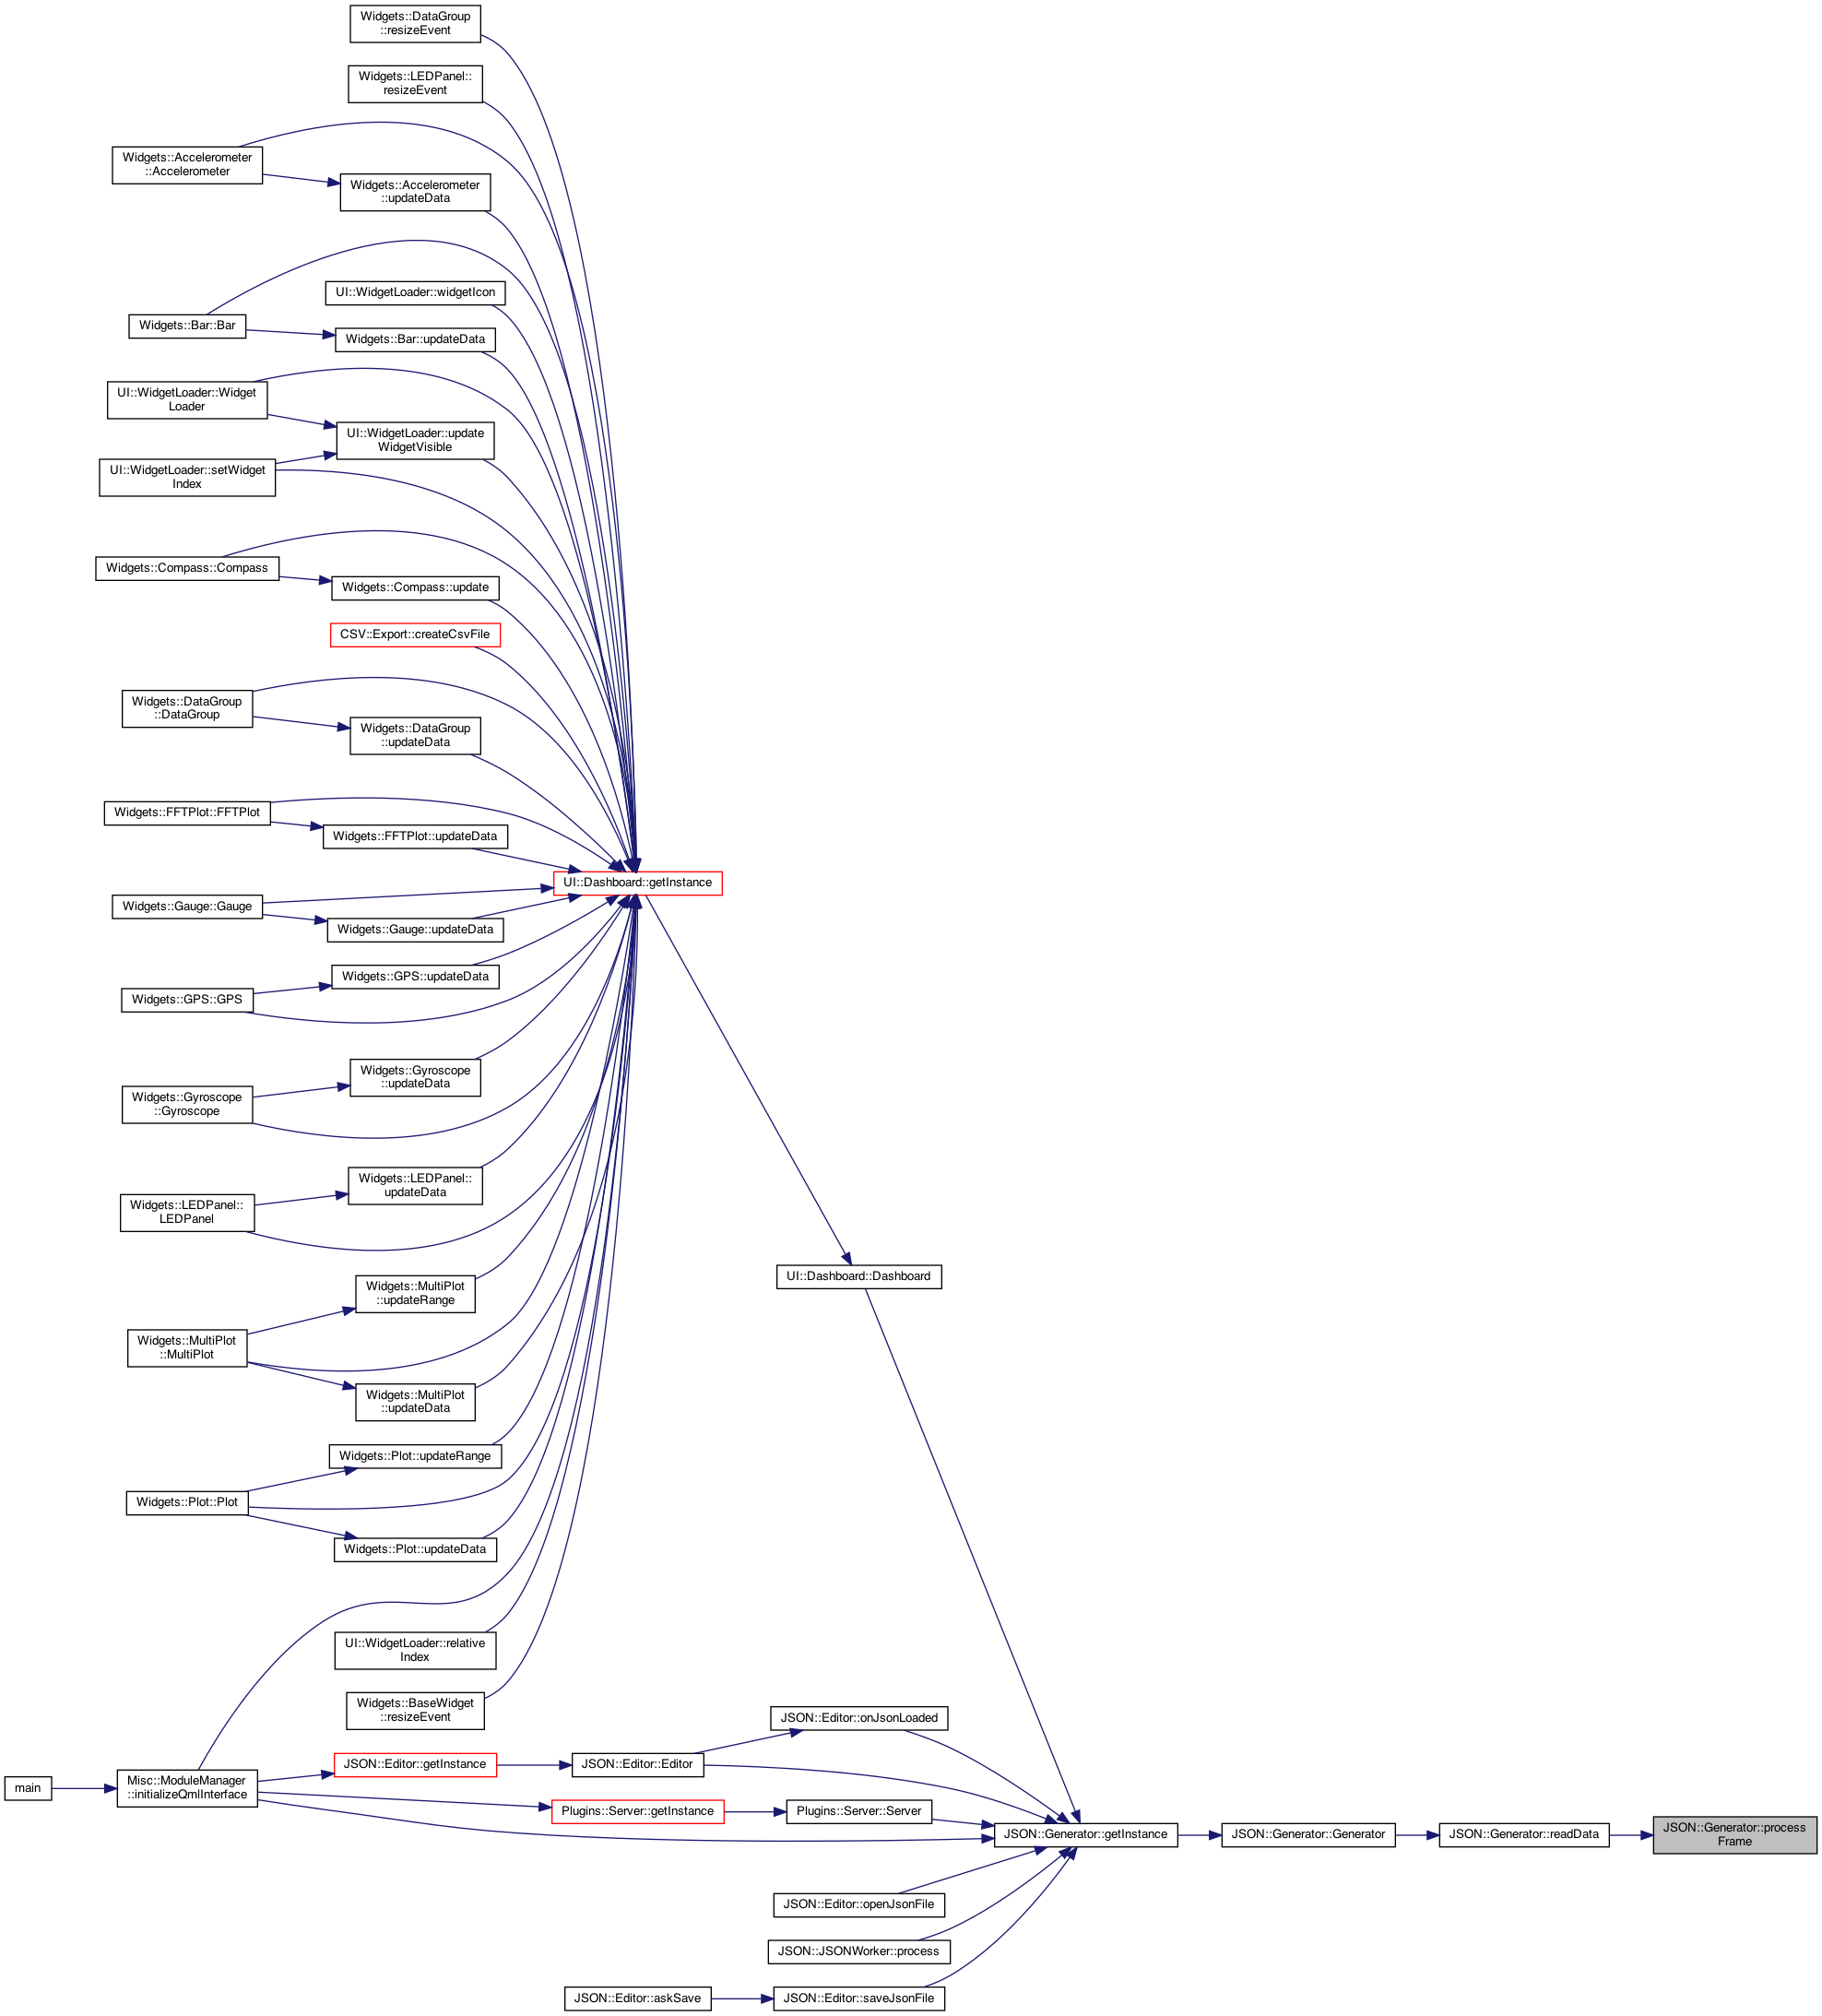 Widgets::DataGroup
::resizeEvent
Widgets::LEDPanel::
resizeEvent
Widgets::Accelerometer
::Accelerometer
Widgets::Accelerometer
::updateData
UI::WidgetLoader::widgetIcon
Widgets::Bar::Bar
Widgets::Bar::updateData
UI::WidgetLoader::Widget
Loader
UI::WidgetLoader::update
WidgetVisible
UI::WidgetLoader::setWidget
Index
Widgets::Compass::Compass
Widgets::Compass::update
CSV::Export::createCsvFile
Widgets::DataGroup
::DataGroup
Widgets::DataGroup
::updateData
Widgets::FFTPlot::FFTPlot
Widgets::FFTPlot::updateData
UI::Dashboard::getInstance
Widgets::Gauge::Gauge
Widgets::Gauge::updateData
Widgets::GPS::updateData
Widgets::GPS::GPS
Widgets::Gyroscope
::updateData
Widgets::Gyroscope
::Gyroscope
Widgets::LEDPanel::
updateData
Widgets::LEDPanel::
LEDPanel
UI::Dashboard::Dashboard
Widgets::MultiPlot
::updateRange
Widgets::MultiPlot
::MultiPlot
Widgets::MultiPlot
::updateData
Widgets::Plot::updateRange
Widgets::Plot::Plot
Widgets::Plot::updateData
UI::WidgetLoader::relative
Index
Widgets::BaseWidget
::resizeEvent
JSON::Editor::onJsonLoaded
JSON::Editor::getInstance
JSON::Editor::Editor
main
Misc::ModuleManager
::initializeQmlInterface
Plugins::Server::getInstance
Plugins::Server::Server
JSON::Generator::getInstance
JSON::Generator::Generator
JSON::Generator::readData
JSON::Generator::process
Frame
JSON::Editor::openJsonFile
JSON::JSONWorker::process
JSON::Editor::askSave
JSON::Editor::saveJsonFile